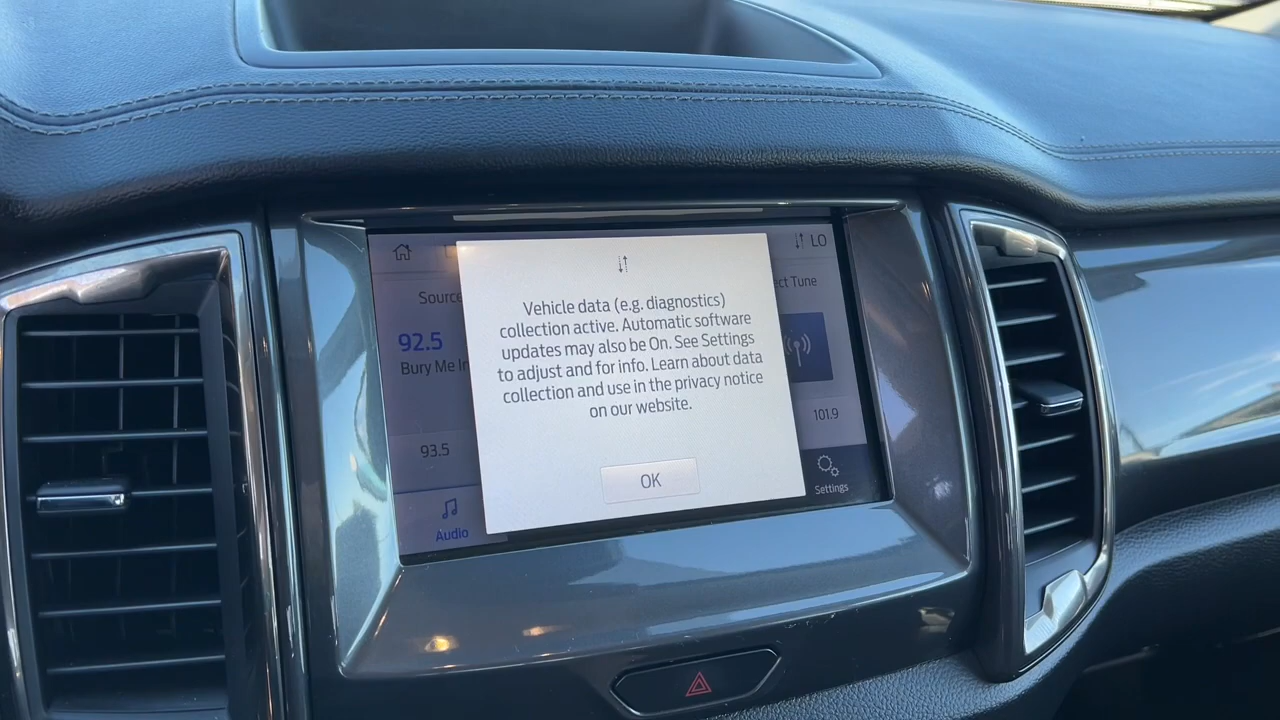 LO
Source
ect Tune
Vehicle data (e.g. diagnostics)
collection active. Automatic software
updates may also be On. See Settings
to adjust and for info. Learn about data
collection and use in the privacy notice
on our website.
OK
92.5
Bury Me In
93.5
101.9
Audio
Settings